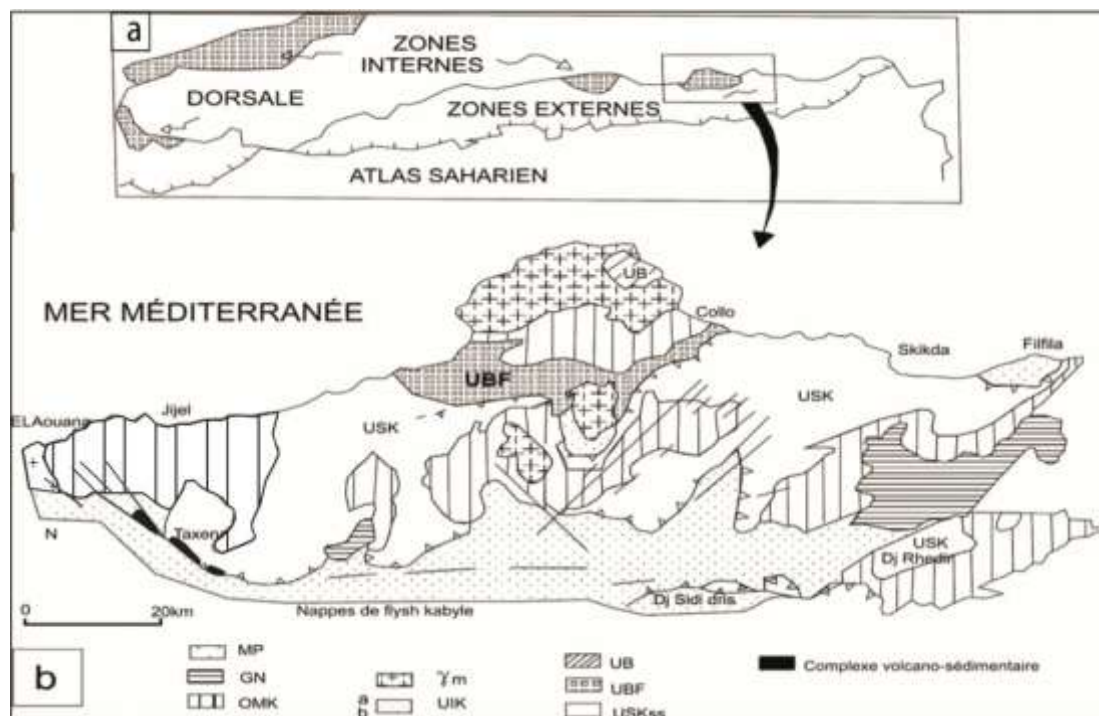 a
ZONES
INTERNES
DORSALE
ZONES EXTERNES
ATLAS SAHARIEN
MER MÉDITERRANÉE
UB
Collo
Skikda
Filfila
UBF
ELAouana
Jijel
USK
USK
N
Taxen
USK
Dj Rhedir
0
20km
Nappes de flysh kabyle
Dj Sidi dris
b
MP
GN
OMK
γm
a
b
UIK
UB
UBF
USKss
Complexe volcano-sédimentaire